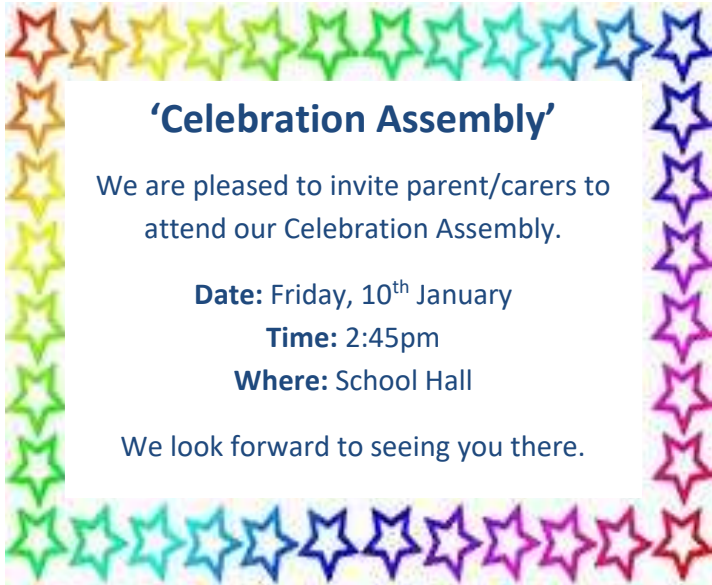 ‘Celebration Assembly’
We are pleased to invite parent/carers to
attend our Celebration Assembly.
Date: Friday, 10th January
Time: 2:45pm
Where: School Hall
We look forward to seeing you there.